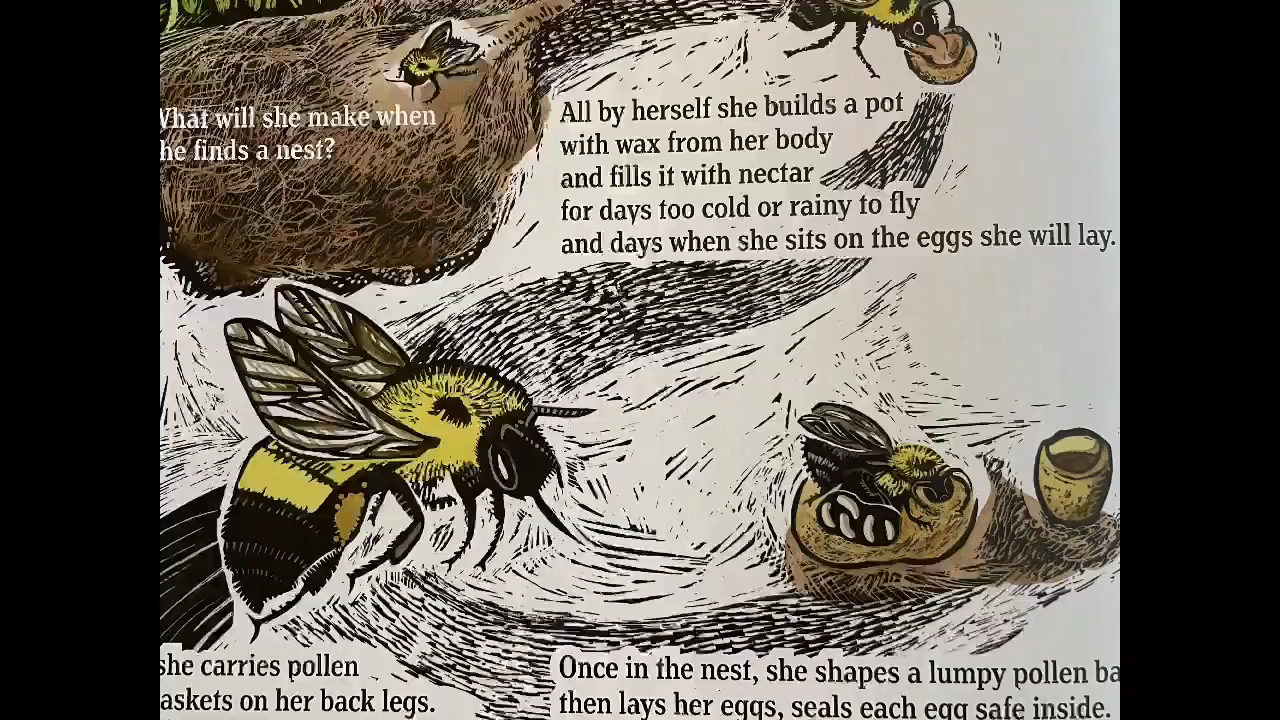 What will she make when
he finds a nest?
All by herself she builds a pot
with wax from her body
and fills it with nectar
for days too cold or rainy to fly
and days when she sits on the eggs she will lay.
she carries pollen
askets on her back legs.
Once in the nest, she shapes a lumpy pollen ba
then lays her eggs, seals each egg safe inside.